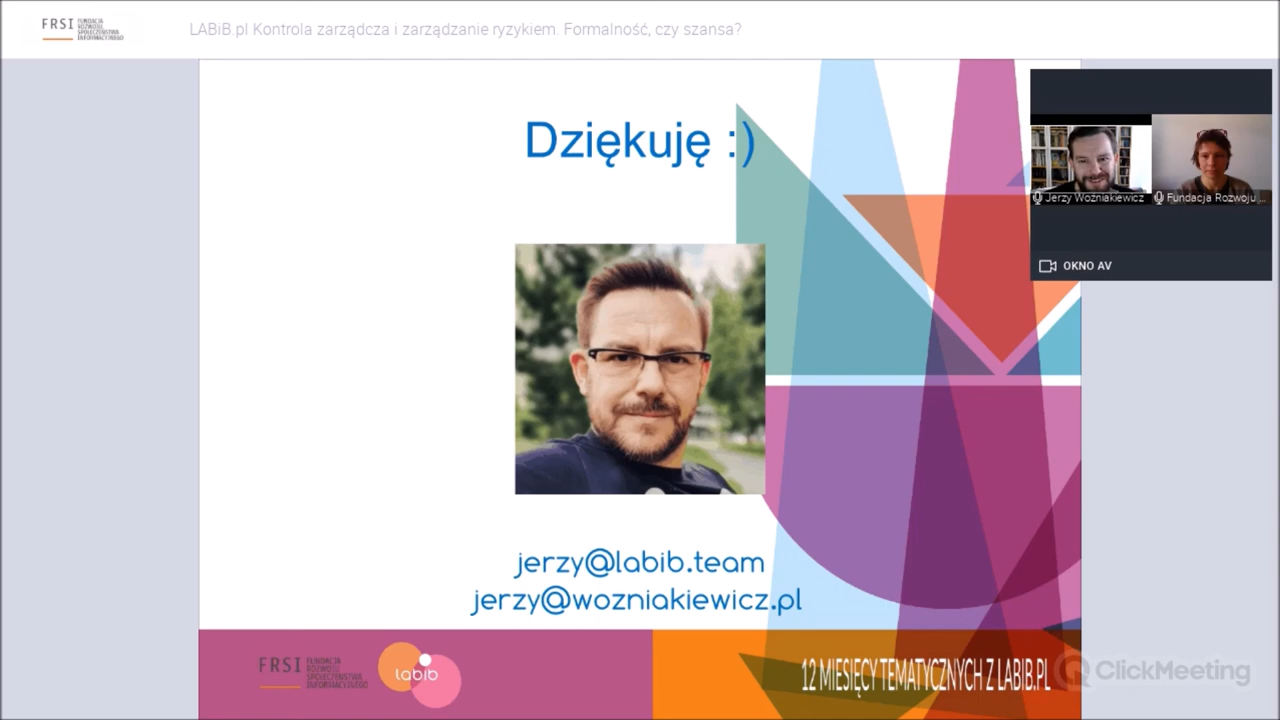 FRSI
FUNDACJA
ROZWOJU
SPOŁECZEŃSTWA
INFORMACYJNEGO
LABiB.pl Kontrola zarządcza i zarządzanie ryzykiem. Formalność, czy szansa?
Dziękuję :)
Jerzy Woźniakiewicz
Fundacja Rozwoju ...
OKNO AV
jerzy@labib.team
jerzy@wozniakiewicz.pl
FRSI
FUNDACJA
ROZWOJU
SPOŁECZEŃSTWA
INFORMACYJNEGO
labib
12 MIESIĘCY TEMATYCZNYCH Z LABIB.PL
ClickMeeting